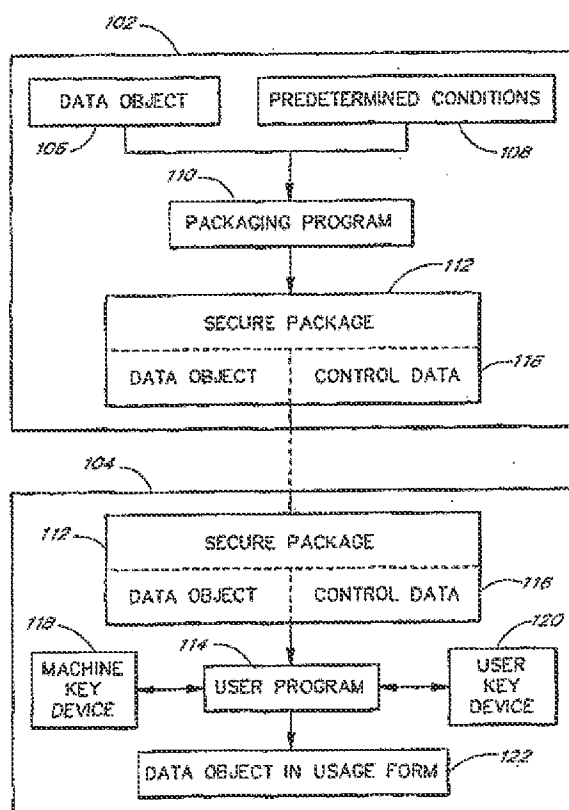 102
DATA OBJECT
PREDETERMINED CONDITIONS
106
108
110
PACKAGING PROGRAM
112
SECURE PACKAGE
DATA OBJECT
CONTROL DATA
116
104
112
SECURE PACKAGE
DATA OBJECT
CONTROL DATA
116
118
114
120
MACHINE
KEY
DEVICE
USER PROGRAM
USER
KEY
DEVICE
122
DATA OBJECT IN USAGE FORM